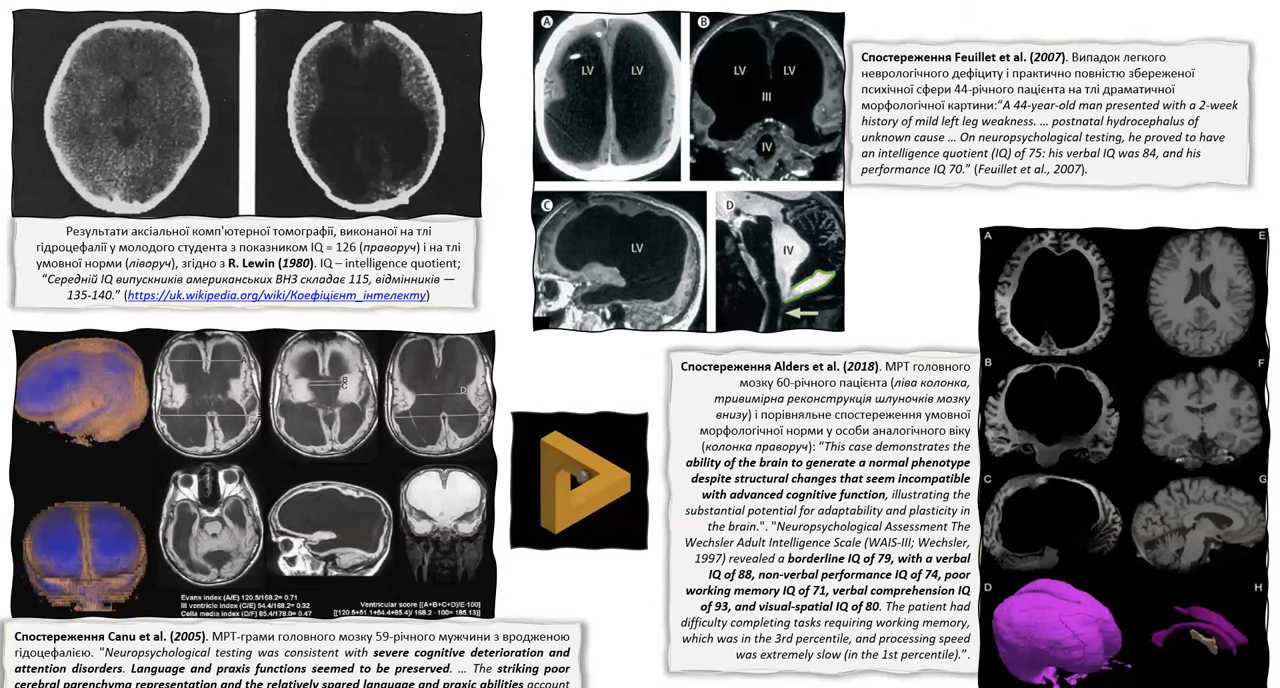 Результати аксіальної комп'ютерної томографії, виконаної на тлі
гідроцефалії у молодого студента з показником IQ = 126 (праворуч) і на тлі
умовної норми (ліворуч), згідно з R. Lewin (1980). IQ – intelligence quotient;
“Середній IQ випускників американських ВНЗ складає 115, відмінників —
135-140.” (https://uk.wikipedia.org/wiki/Коефіцієнт_інтелекту)
A
B
LV
LV
LV
LV
III
IV
C
D
LV
IV
Спостереження Feuillet et al. (2007). Випадок легкого
неврологічного дефіциту і практично повністю збереженої
психічної сфери 44-річного пацієнта на тлі драматичної
морфологічної картини:“A 44-year-old man presented with a 2-week
history of mild left leg weakness. … postnatal hydrocephalus of
unknown cause … On neuropsychological testing, he proved to have
an intelligence quotient (IQ) of 75: his verbal IQ was 84, and his
performance IQ 70.” (Feuillet et al., 2007).
A
B
C
D
Evans index (A/E) 120.5/168.2= 0.71
III ventricle index (C/E) 54.4/168.2= 0.32
Cella media index (D/F) 85.4/178.0= 0.47
Ventricular score [(A+B+C+D)/E·100]
[(120.5+51.1+54.4+85.4)/ 168.2 ·100= 185.13)]
Спостереження Canu et al. (2005). МРТ-грами головного мозку 59-річного мужчини з вродженою
гідоцефалією. "Neuropsychological testing was consistent with severe cognitive deterioration and
attention disorders. Language and praxis functions seemed to be preserved. … The striking poor
cerebral parenchyma representation and the relatively spared language and praxic abilities account
Спостереження Alders et al. (2018). МРТ головного
мозку 60-річного пацієнта (ліва колонка,
тривимірна реконструкція шлуночків мозку
внизу) і порівняльне спостереження умовної
морфологічної норми у особи аналогічного віку
(колонка праворуч): “This case demonstrates the
ability of the brain to generate a normal phenotype
despite structural changes that seem incompatible
with advanced cognitive function, illustrating the
substantial potential for adaptability and plasticity in
the brain.". "Neuropsychological Assessment The
Wechsler Adult Intelligence Scale (WAIS-III; Wechsler,
1997) revealed a borderline IQ of 79, with a verbal
IQ of 88, non-verbal performance IQ of 74, poor
working memory IQ of 71, verbal comprehension IQ
of 93, and visual-spatial IQ of 80. The patient had
difficulty completing tasks requiring working memory,
which was in the 3rd percentile, and processing speed
was extremely slow (in the 1st percentile).”.
A
E
B
F
C
G
D
H